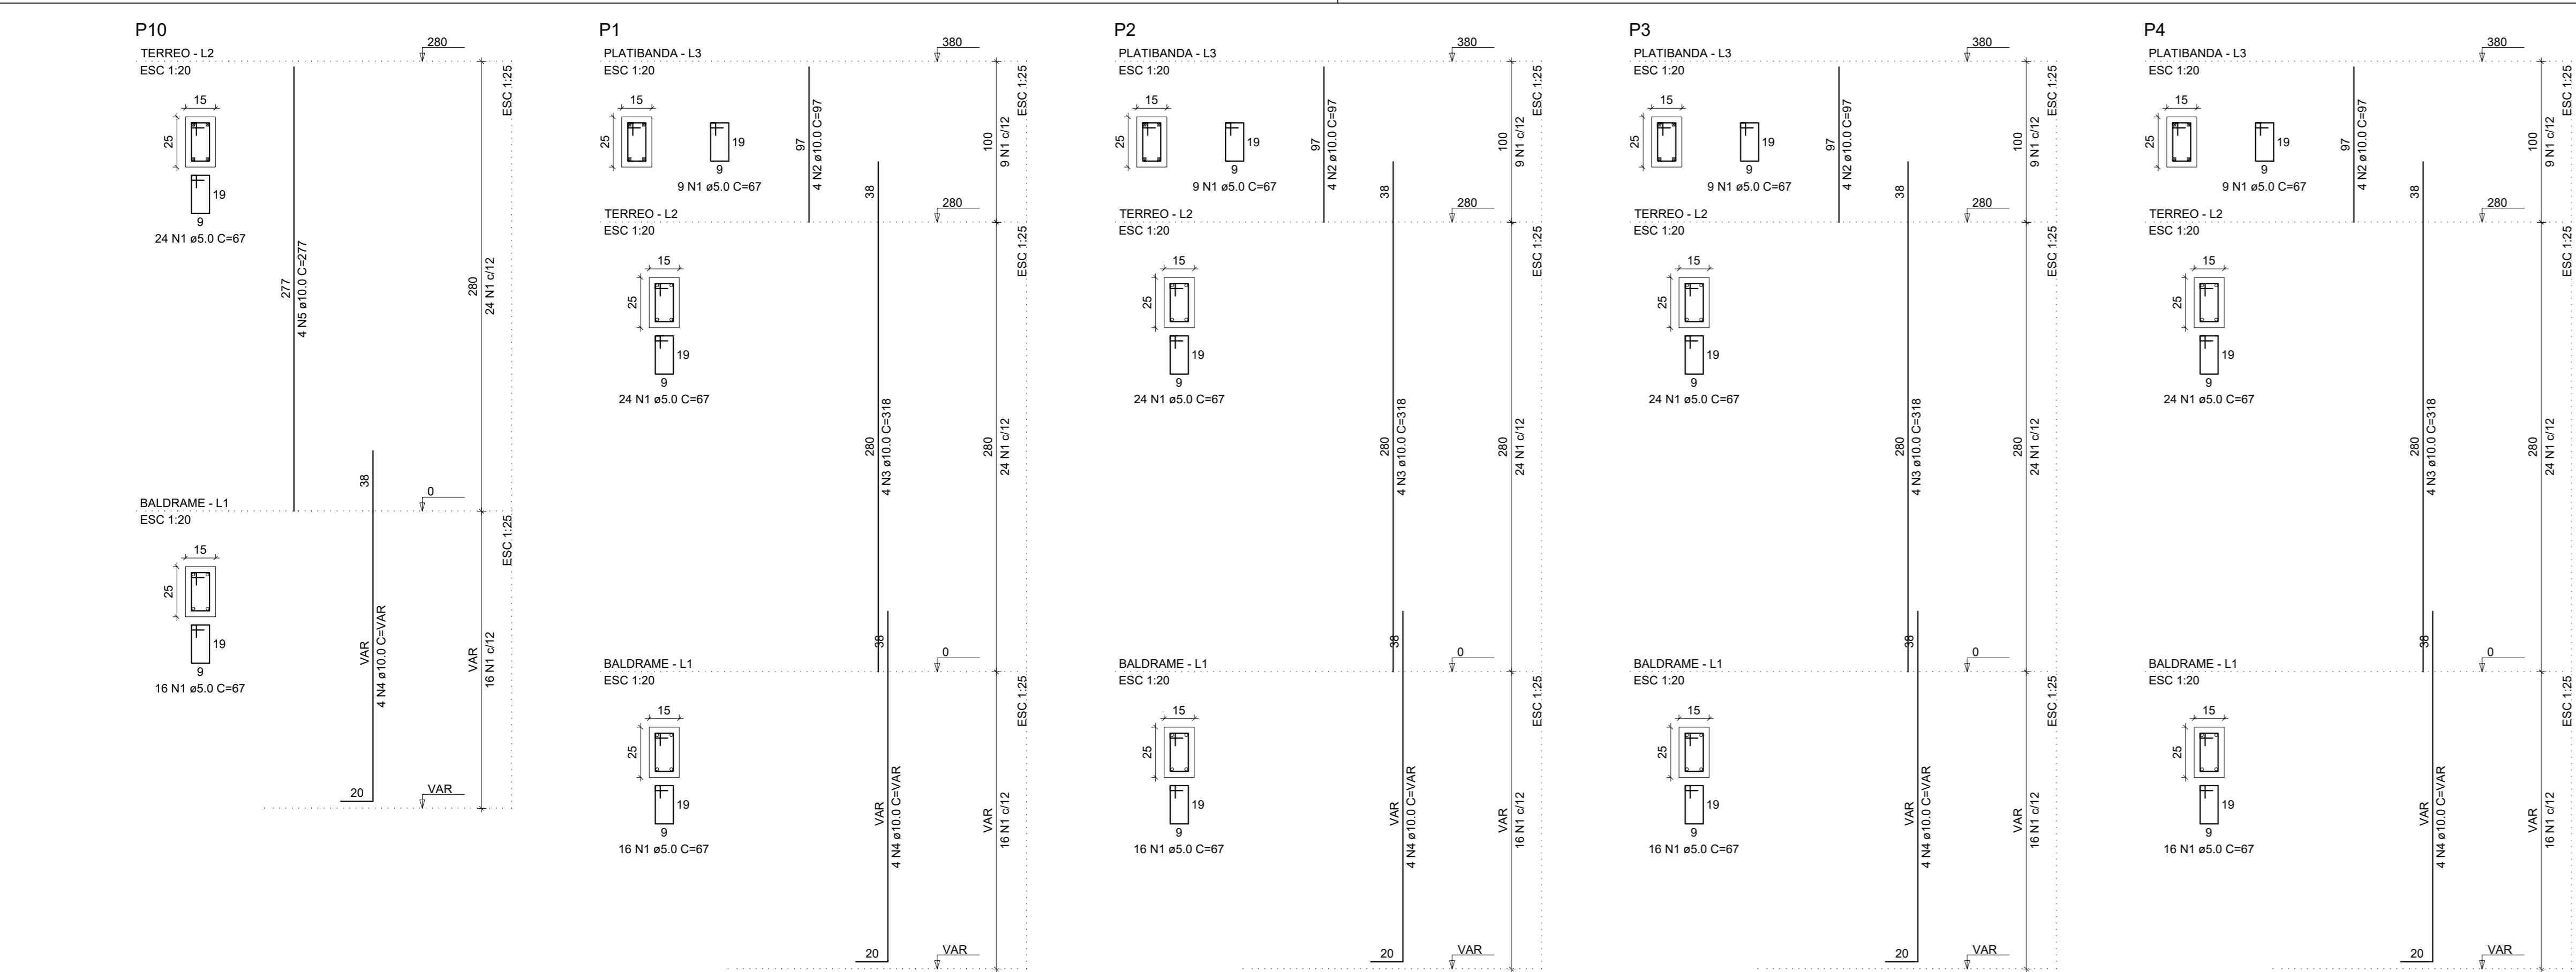 P10
TERREO - L2
ESC 1:20
280
ESC 1:25
15
25
19
9
24 N1 ø5.0 C=67
277
4 N5 ø10.0 C=277
280
24 N1 c/12
BALDRAME - L1
ESC 1:20
38
0
ESC 1:25
15
25
19
9
16 N1 ø5.0 C=67
VAR
4 N4 ø10.0 C=VAR
VAR
16 N1 c/12
20
VAR
P1
PLATIBANDA - L3
ESC 1:20
380
ESC 1:25
15
25
19
9
9 N1 ø5.0 C=67
97
4 N2 ø10.0 C=97
100
9 N1 c/12
38
TERREO - L2
ESC 1:20
280
ESC 1:25
15
25
19
9
24 N1 ø5.0 C=67
280
4 N3 ø10.0 C=318
280
24 N1 c/12
38
BALDRAME - L1
ESC 1:20
0
ESC 1:25
15
25
19
9
16 N1 ø5.0 C=67
VAR
4 N4 ø10.0 C=VAR
VAR
16 N1 c/12
20
VAR
P2
PLATIBANDA - L3
ESC 1:20
380
ESC 1:25
15
25
19
9
9 N1 ø5.0 C=67
97
4 N2 ø10.0 C=97
100
9 N1 c/12
38
TERREO - L2
ESC 1:20
280
ESC 1:25
15
25
19
9
24 N1 ø5.0 C=67
280
4 N3 ø10.0 C=318
280
24 N1 c/12
38
BALDRAME - L1
ESC 1:20
0
ESC 1:25
15
25
19
9
16 N1 ø5.0 C=67
VAR
4 N4 ø10.0 C=VAR
VAR
16 N1 c/12
20
VAR
P3
PLATIBANDA - L3
ESC 1:20
380
ESC 1:25
15
25
19
9
9 N1 ø5.0 C=67
97
4 N2 ø10.0 C=97
100
9 N1 c/12
38
TERREO - L2
ESC 1:20
280
ESC 1:25
15
25
19
9
24 N1 ø5.0 C=67
280
4 N3 ø10.0 C=318
280
24 N1 c/12
38
BALDRAME - L1
ESC 1:20
0
ESC 1:25
15
25
19
9
16 N1 ø5.0 C=67
VAR
4 N4 ø10.0 C=VAR
VAR
16 N1 c/12
20
VAR
P4
PLATIBANDA - L3
ESC 1:20
380
ESC 1:25
15
25
19
9
9 N1 ø5.0 C=67
97
4 N2 ø10.0 C=97
100
9 N1 c/12
38
TERREO - L2
ESC 1:20
280
ESC 1:25
15
25
19
9
24 N1 ø5.0 C=67
280
4 N3 ø10.0 C=318
280
24 N1 c/12
38
BALDRAME - L1
ESC 1:20
0
ESC 1:25
15
25
19
9
16 N1 ø5.0 C=67
VAR
4 N4 ø10.0 C=VAR
VAR
16 N1 c/12
20
VAR